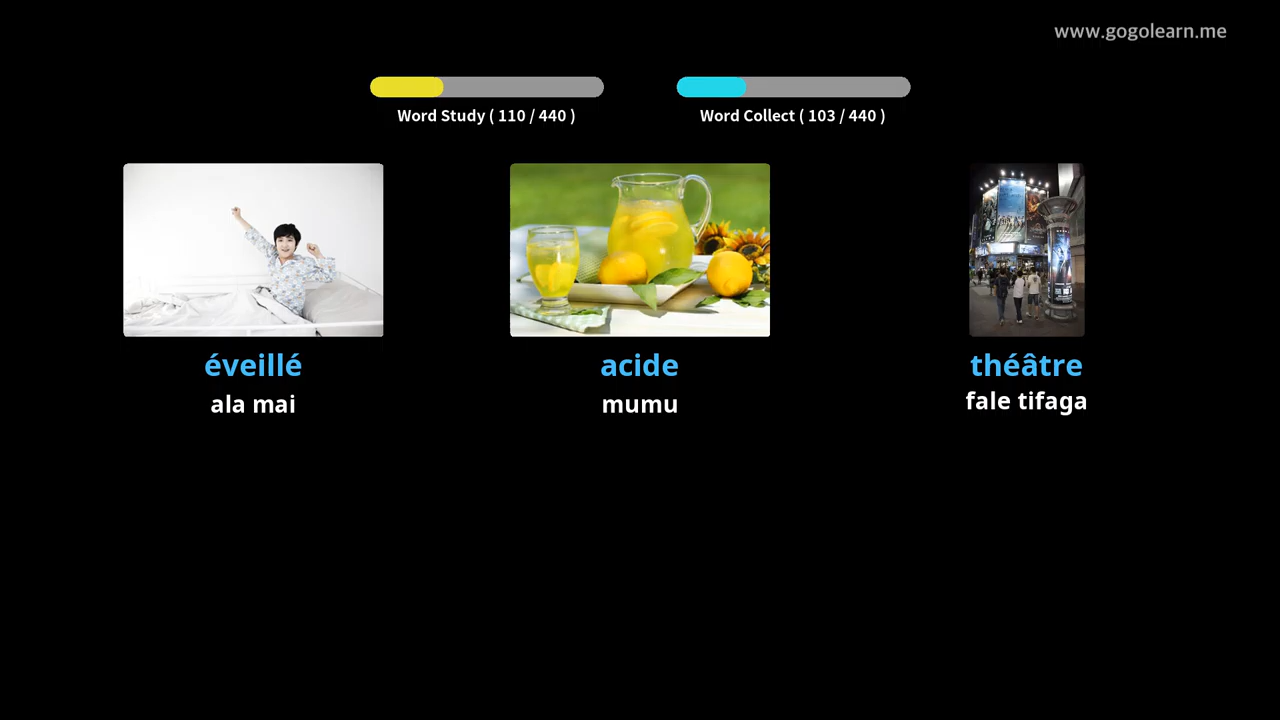 www.gogolearn.me
Word Study ( 110 / 440 )
Word Collect ( 103 / 440 )
éveillé
acide
théâtre
ala mai
mumu
fale tifaga